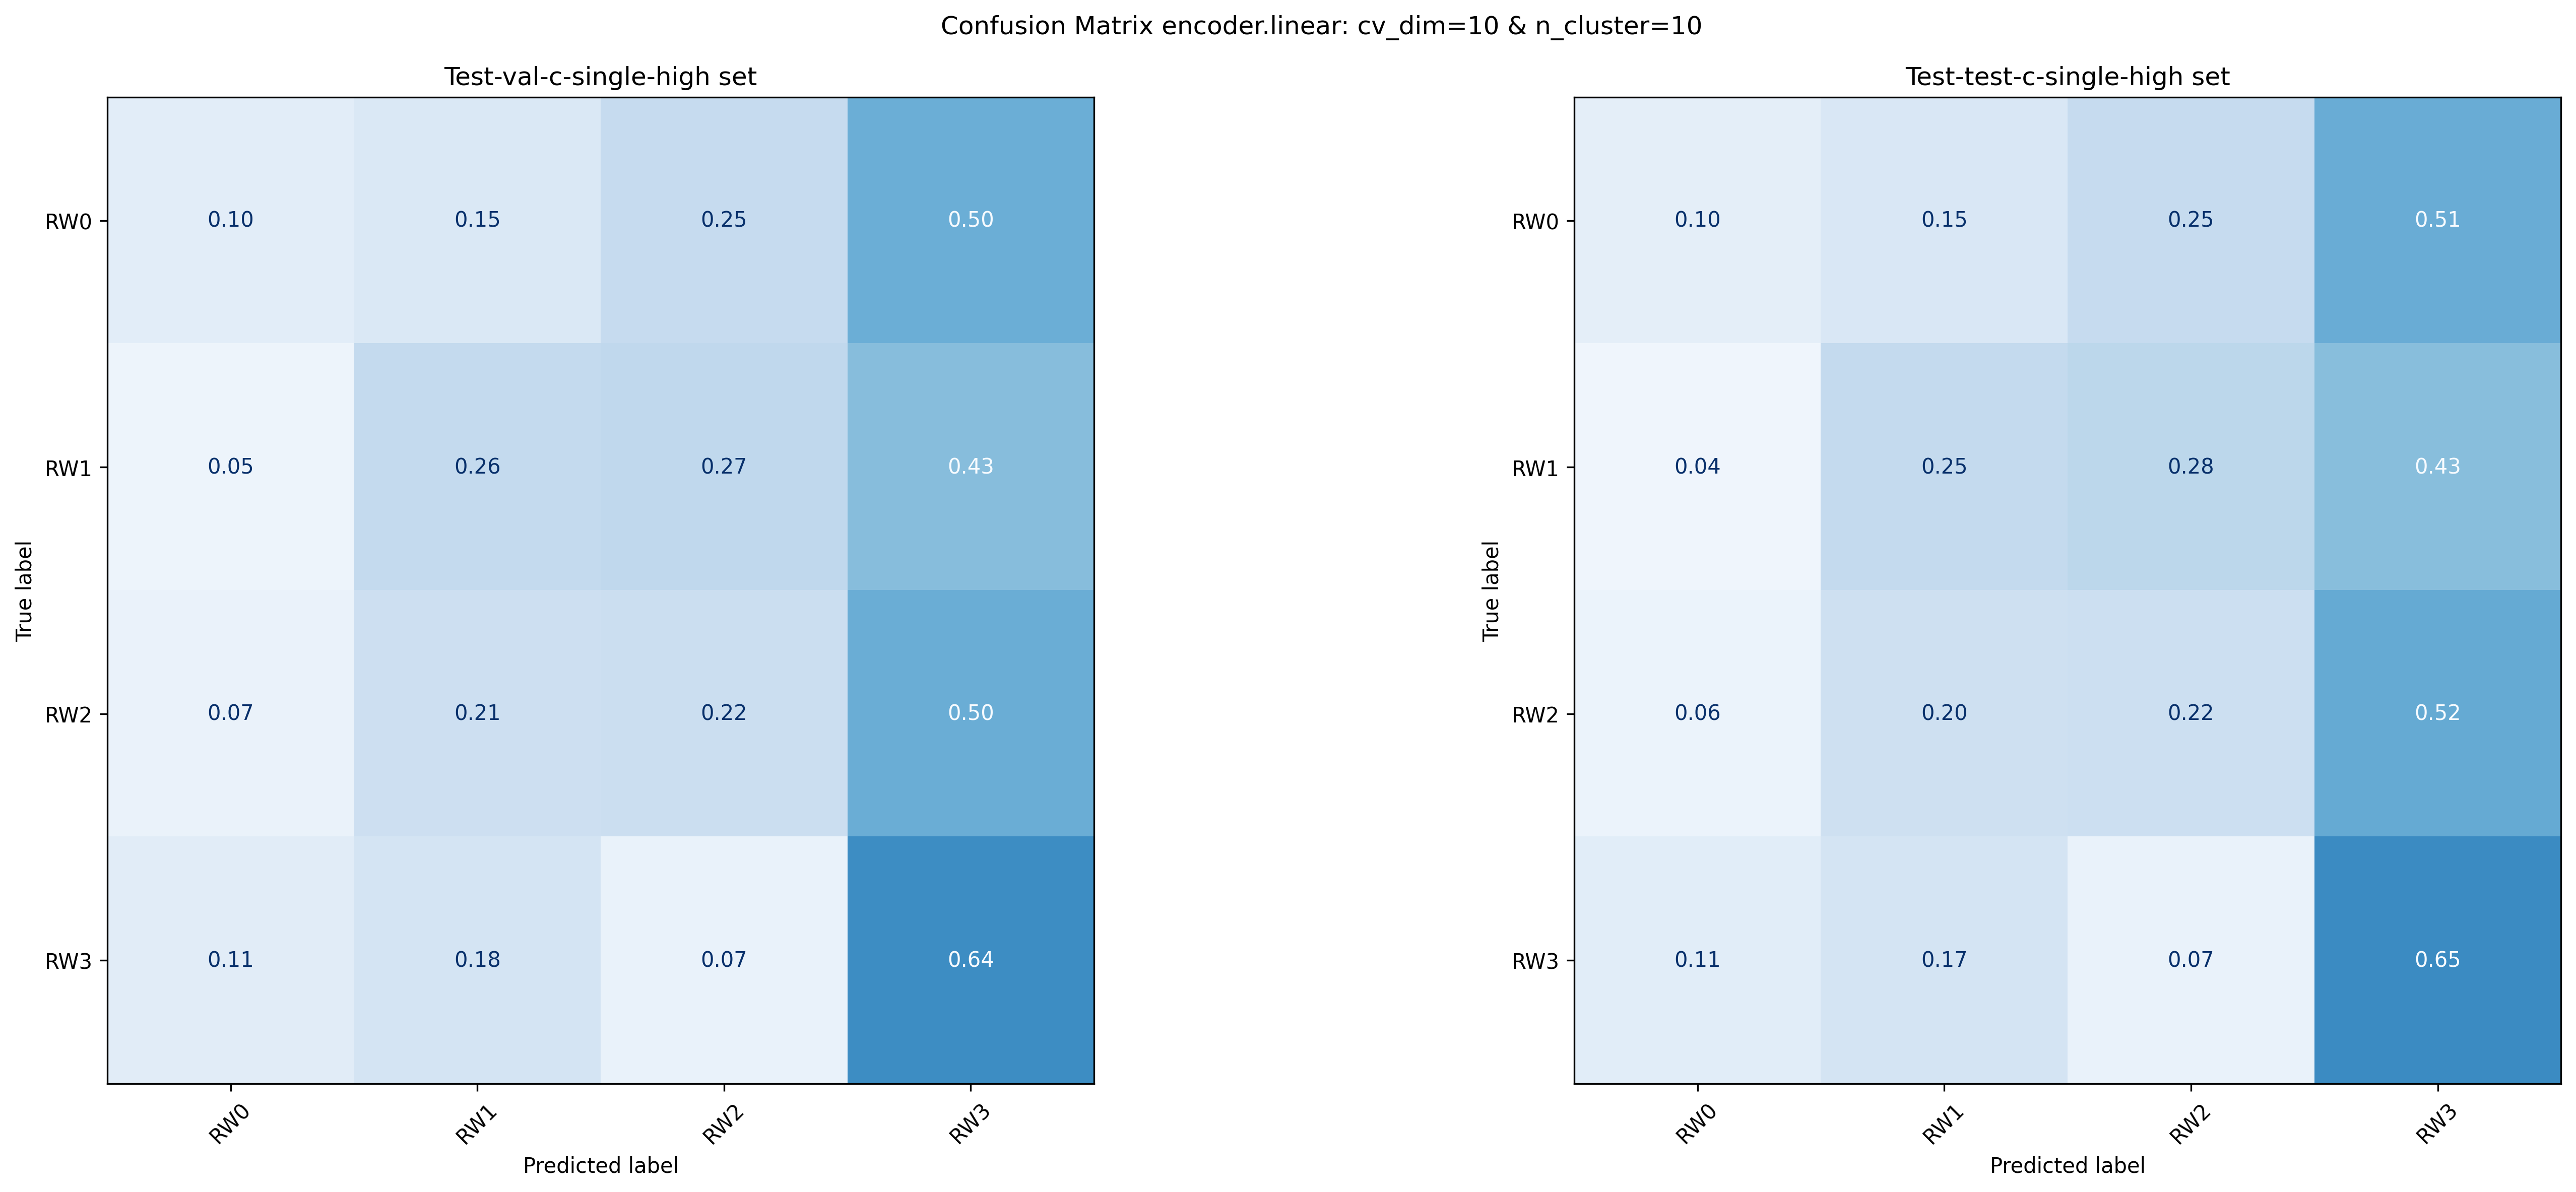 Confusion Matrix encoder.linear: cv_dim=10 & n_cluster=10
Test-val-c-single-high set
True label
RW0 0.10 0.15 0.25 0.50
RW1 0.05 0.26 0.27 0.43
RW2 0.07 0.21 0.22 0.50
RW3 0.11 0.18 0.07 0.64
RW0 RW1 RW2 RW3
Predicted label
Test-test-c-single-high set
True label
RW0 0.10 0.15 0.25 0.51
RW1 0.04 0.25 0.28 0.43
RW2 0.06 0.20 0.22 0.52
RW3 0.11 0.17 0.07 0.65
RW0 RW1 RW2 RW3
Predicted label